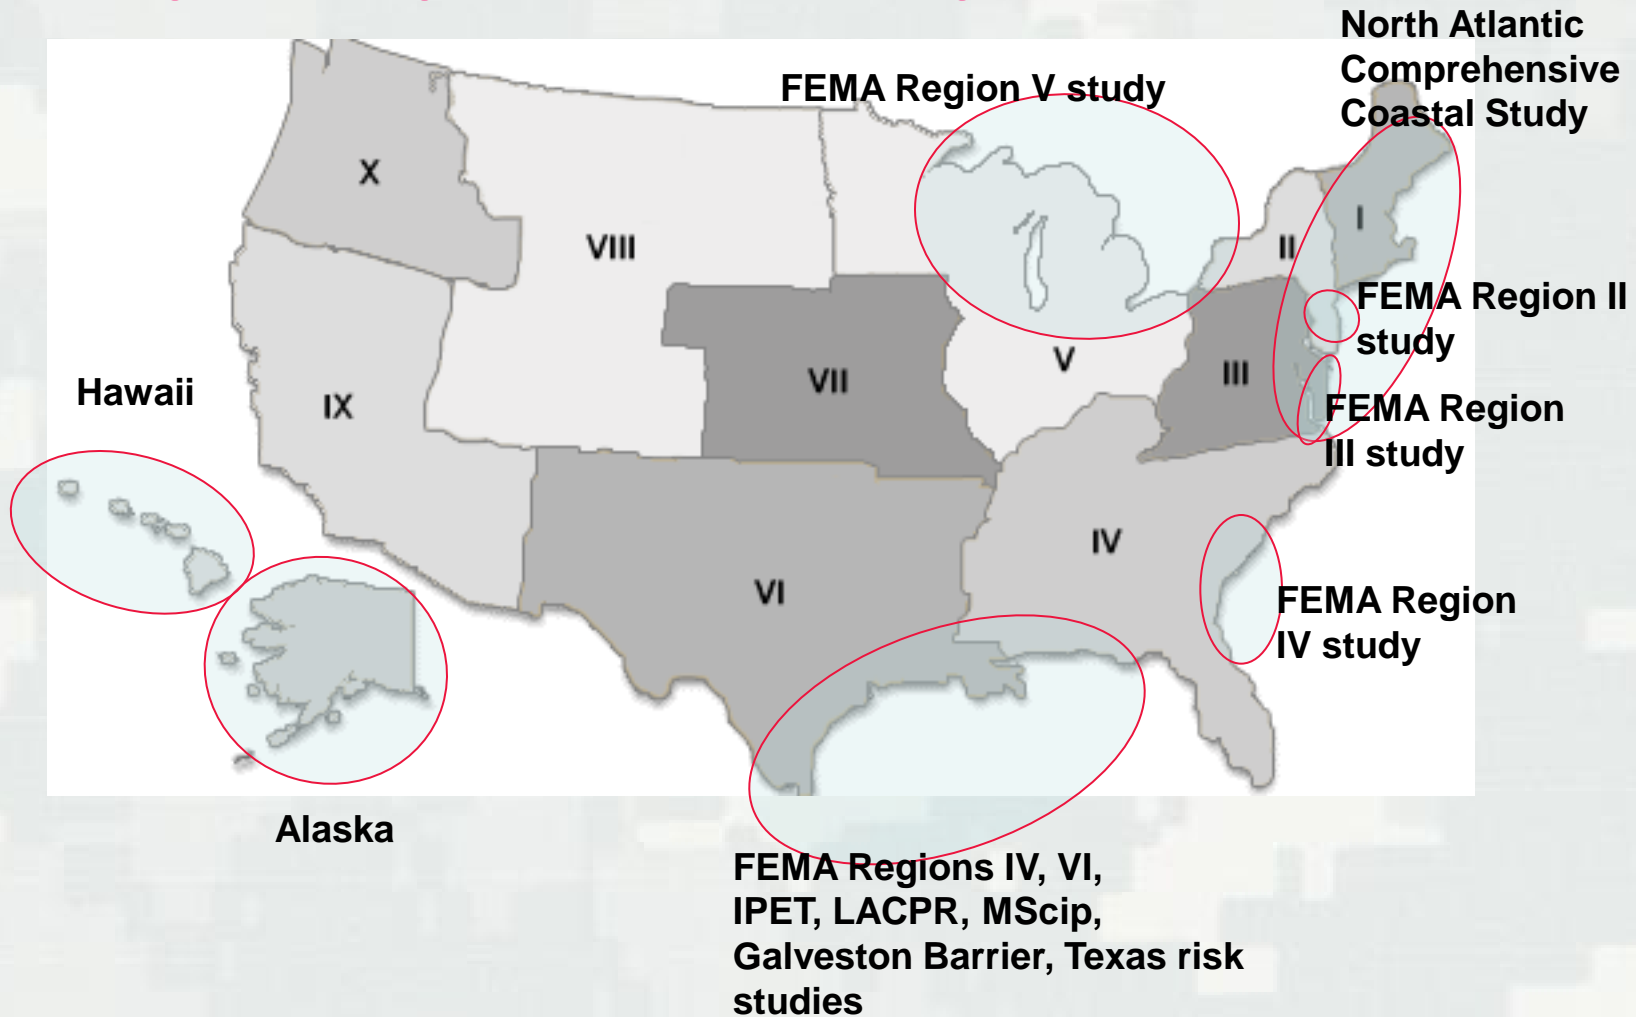 North Atlantic
Comprehensive
Coastal Study
FEMA Region V study
X
VIII
I
II
FEMA Region II
study
V
III
VII
Hawaii
IX
FEMA Region
III study
IV
VI
FEMA Region
IV study
Alaska
FEMA Regions IV, VI,
IPET, LACPR, MScip,
Galveston Barrier, Texas risk
studies